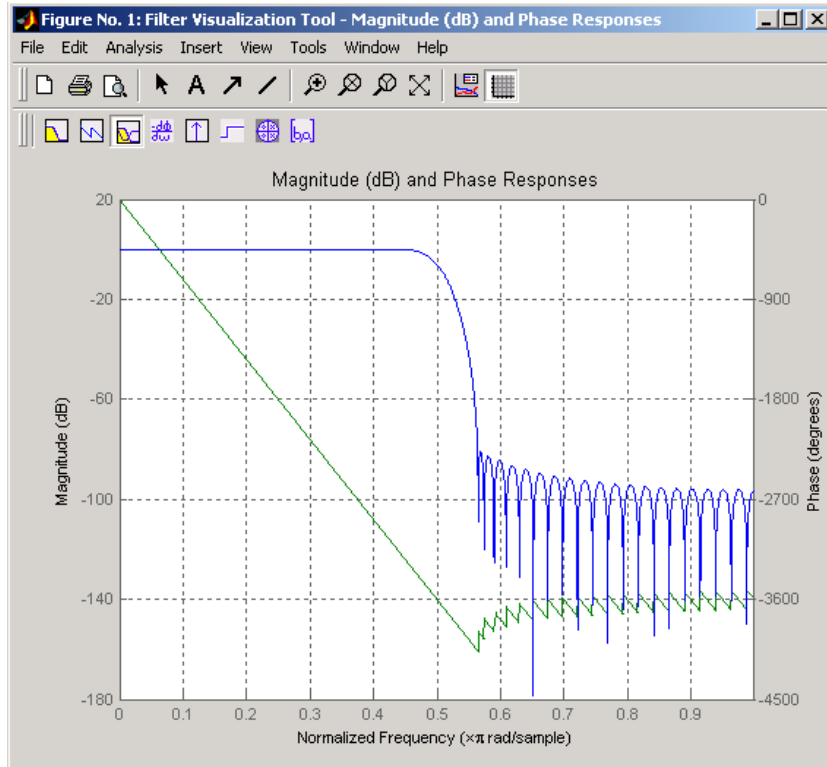 Figure No. 1: Filter Visualization Tool - Magnitude (dB) and Phase Responses
File Edit Analysis Insert View Tools Window Help
A
[b,a]
Magnitude (dB) and Phase Responses
20
0
-20
-900
-60
-1800
-100
-2700
-140
-3600
-180
-4500
Magnitude (dB)
Phase (degrees)
0 0.1 0.2 0.3 0.4 0.5 0.6 0.7 0.8 0.9
Normalized Frequency (×π rad/sample)